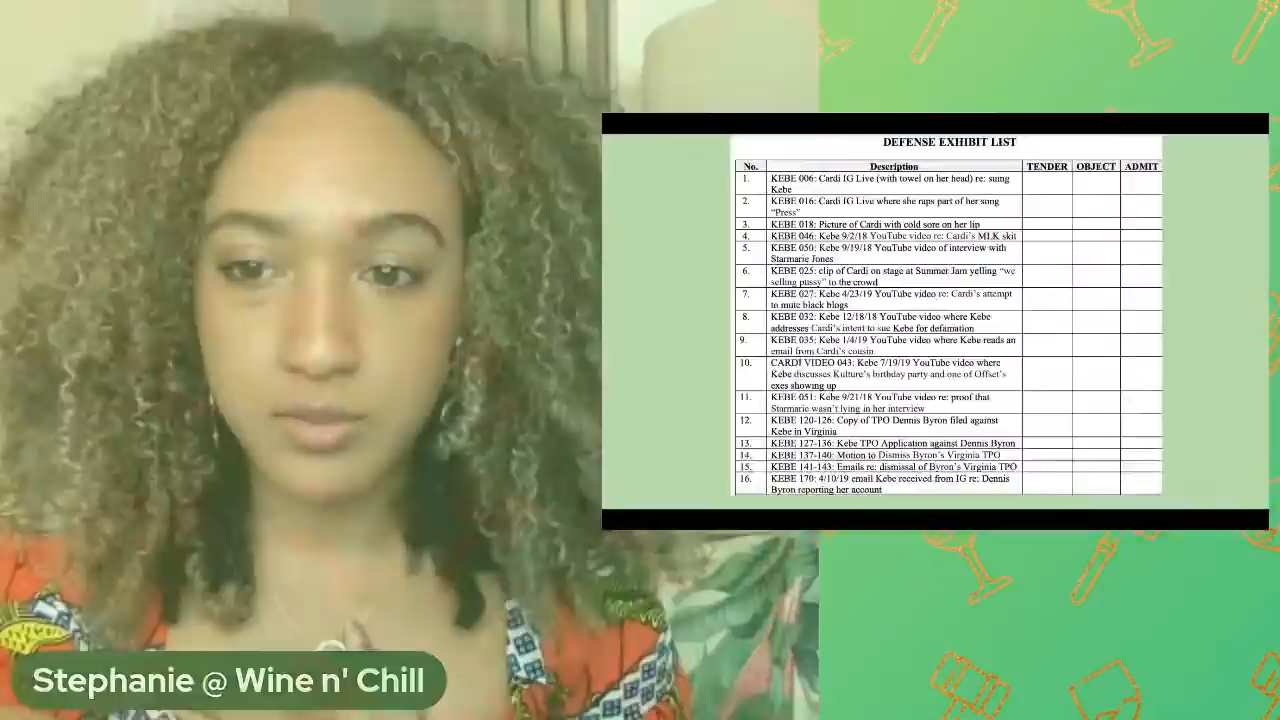 DEFENSE EXHIBIT LIST
No. Description TENDER OBJECT ADMIT
1. KEBE 006: Cardi IG Live (with towel on her head) re: suing
Kebe
2. KEBE 016: Cardi IG Live where she raps part of her song
“Press”
3. KEBE 018: Picture of Cardi with cold sore on her lip
4. KEBE 046: Kebe 9/2/18 YouTube video re: Cardi’s MLK skit
5. KEBE 050: Kebe 9/19/18 YouTube video of interview with
Starmarie Jones
6. KEBE 025: clip of Cardi on stage at Summer Jam yelling “we
selling pussy” to the crowd
7. KEBE 027: Kebe 4/23/19 YouTube video re: Cardi’s attempt
to mute black blogs
8. KEBE 032: Kebe 12/18/18 YouTube video where Kebe
addresses Cardi’s intent to sue Kebe for defamation
9. KEBE 035: Kebe 1/4/19 YouTube video where Kebe reads an
email from Cardi’s cousin
10. CARDI VIDEO 043: Kebe 7/19/19 YouTube video where
Kebe discusses Kulture’s birthday party and one of Offset’s
exes showing up
11. KEBE 051: Kebe 9/21/18 YouTube video re: proof that
Starmarie wasn’t lying in her interview
12. KEBE 120-126: Copy of TPO Dennis Byron filed against
Kebe in Virginia
13. KEBE 127-136: Kebe TPO Application against Dennis Byron
14. KEBE 137-140: Motion to Dismiss Byron’s Virginia TPO
15. KEBE 141-143: Emails re: dismissal of Byron’s Virginia TPO
16. KEBE 170: 4/10/19 email Kebe received from IG re: Dennis
Byron reporting her account
Stephanie @ Wine n' Chill